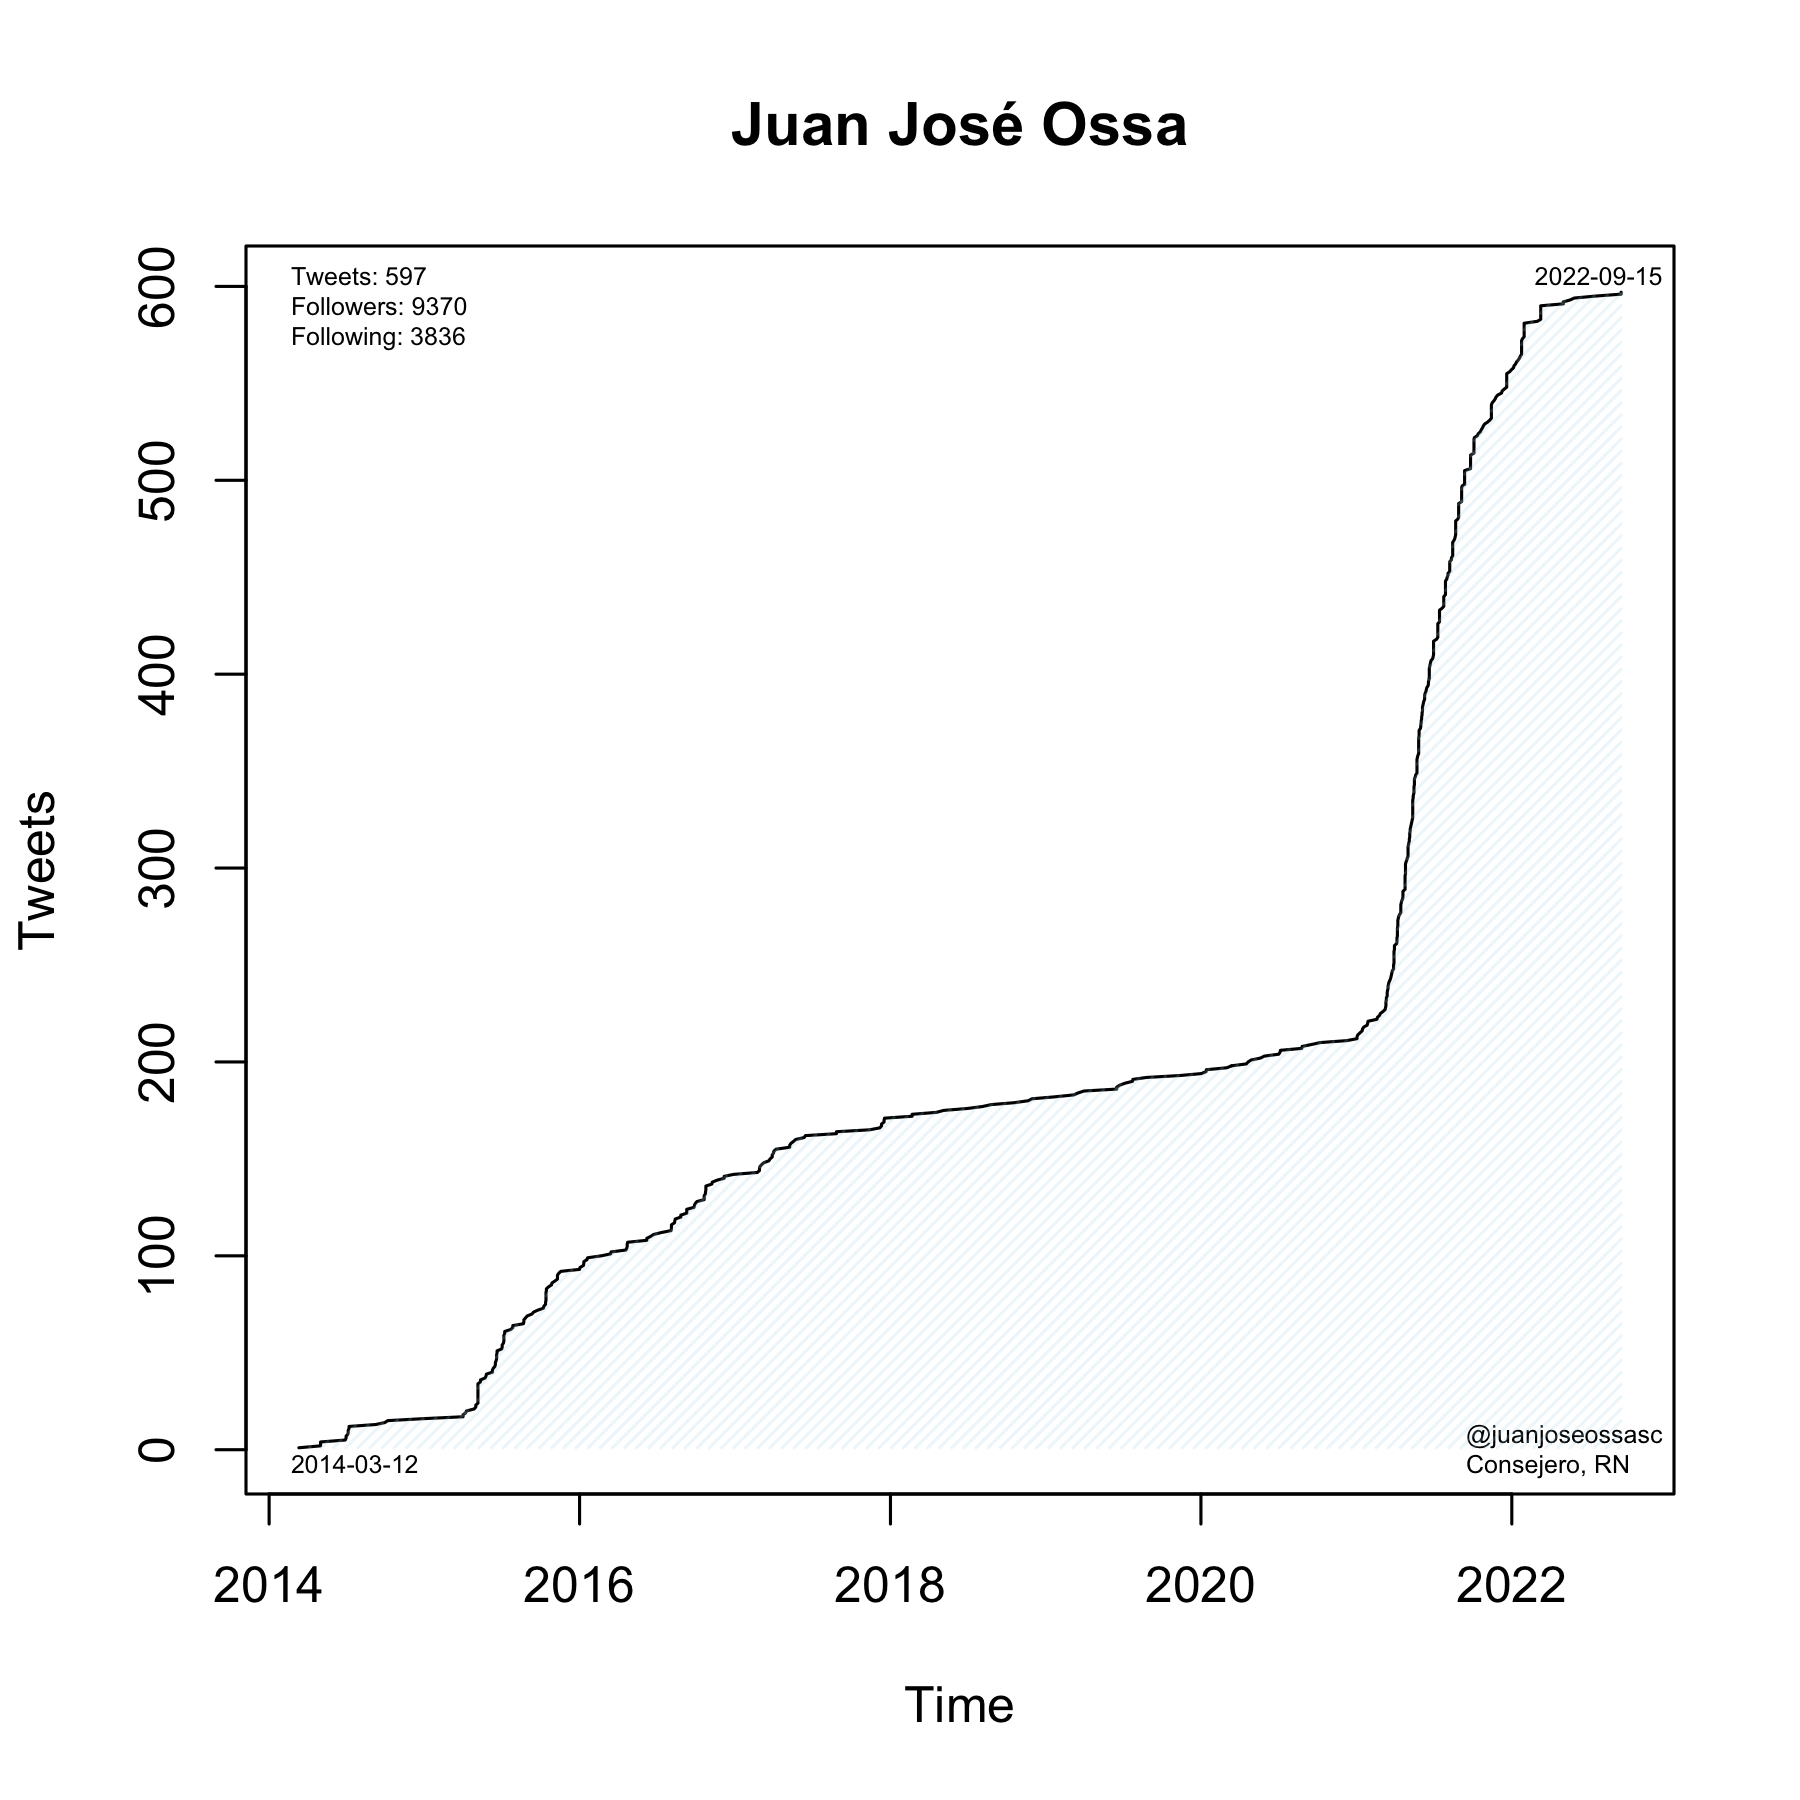 Juan José Ossa
Tweets: 597
Followers: 9370
Following: 3836
2022-09-15
600
500
400
300
200
100
0
Tweets
2014-03-12
@juanjoseossasc
Consejero, RN
2014 2016 2018 2020 2022
Time